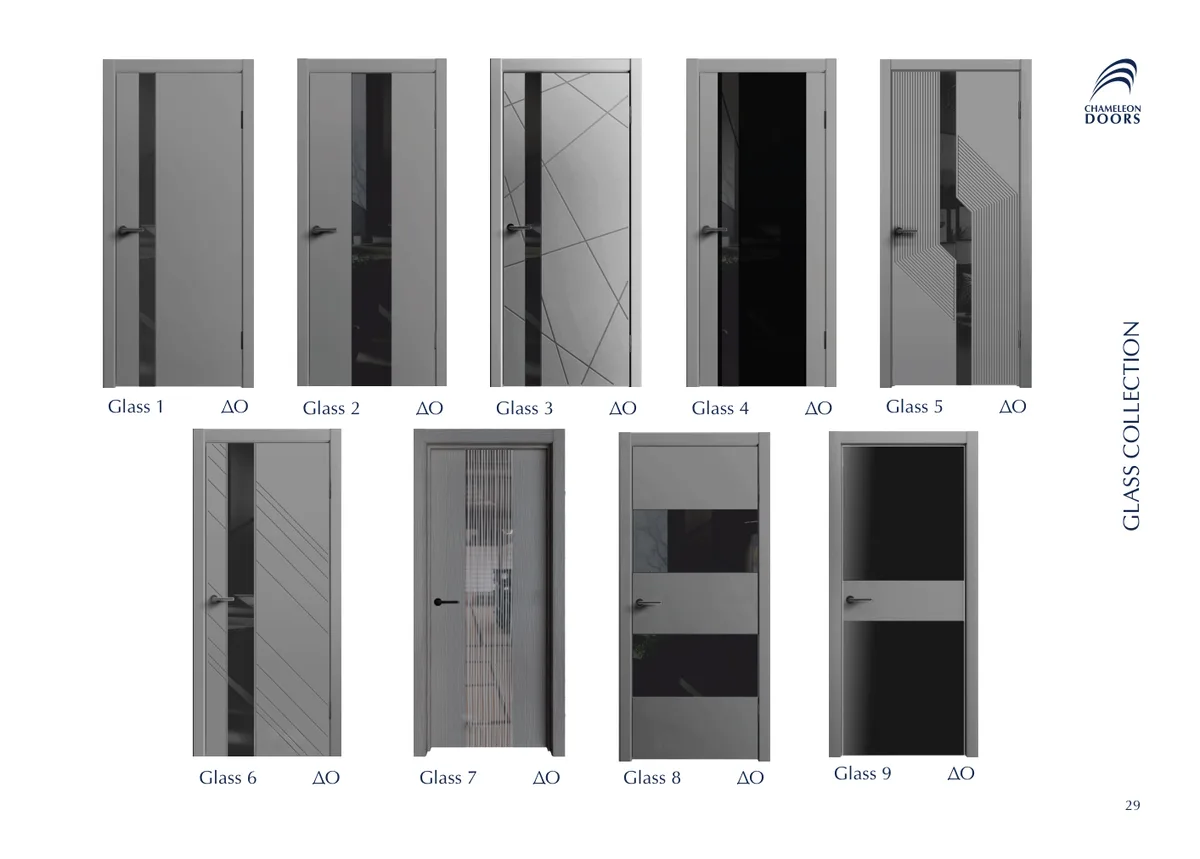 CHAMELEON
DOORS
Glass 1 ΔO
Glass 2 ΔO
Glass 3 ΔO
Glass 4 ΔO
Glass 5 ΔO
GLASS COLLECTION
Glass 6 ΔO
Glass 7 ΔO
Glass 8 ΔO
Glass 9 ΔO
29